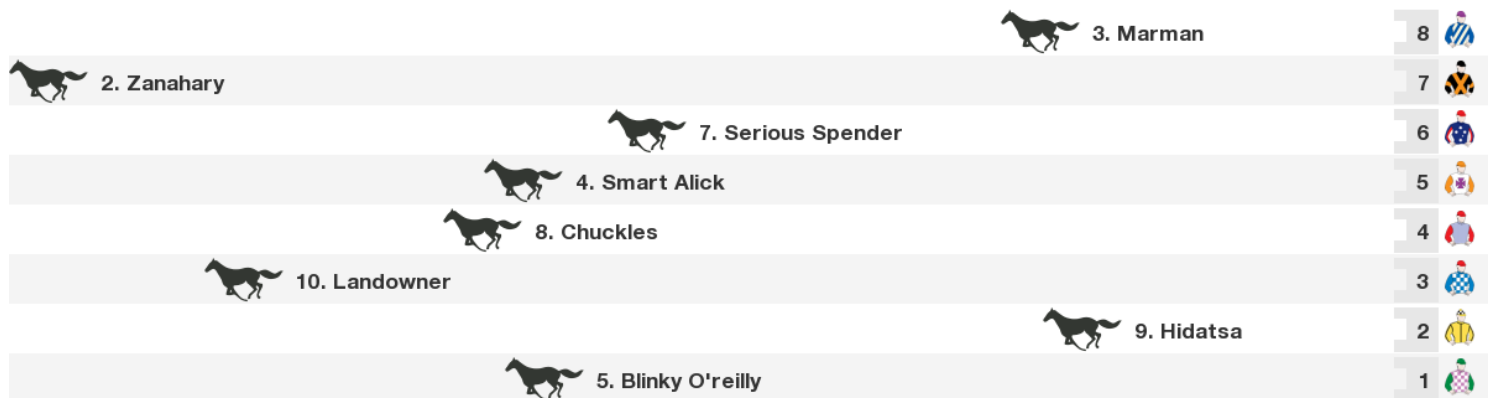 3. Marman 8
2. Zanahary 7
7. Serious Spender 6
4. Smart Alick 5
8. Chuckles 4
10. Landowner 3
9. Hidatsa 2
5. Blinky O'reilly 1